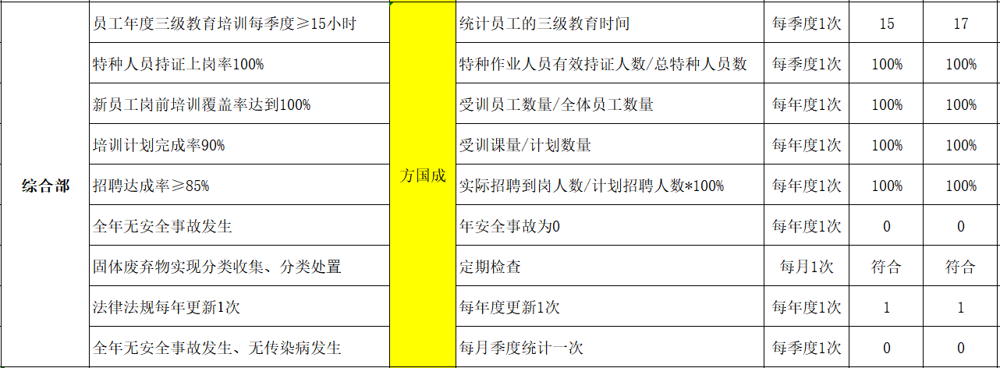 员工年度三级教育培训每季度≥15小时 统计员工的三级教育时间 每季度1次 15 17
特种人员持证上岗率100% 特种作业人员有效持证人数/总特种人员数 每季度1次 100% 100%
新员工岗前培训覆盖率达到100% 受训员工数量/全体员工数量 每年度1次 100% 100%
培训计划完成率90% 受训课量/计划数量 每年度1次 100% 100%
综合部 招聘达成率≥85% 方国成 实际招聘到岗人数/计划招聘人数*100% 每年度1次 100% 100%
全年无安全事故发生 年安全事故为0 每年度1次 0 0
固体废弃物实现分类收集、分类处置 定期检查 每月1次 符合 符合
法律法规每年更新1次 每年度更新1次 每年度1次 1 1
全年无安全事故发生、无传染病发生 每月季度统计一次 每季度1次 0 0